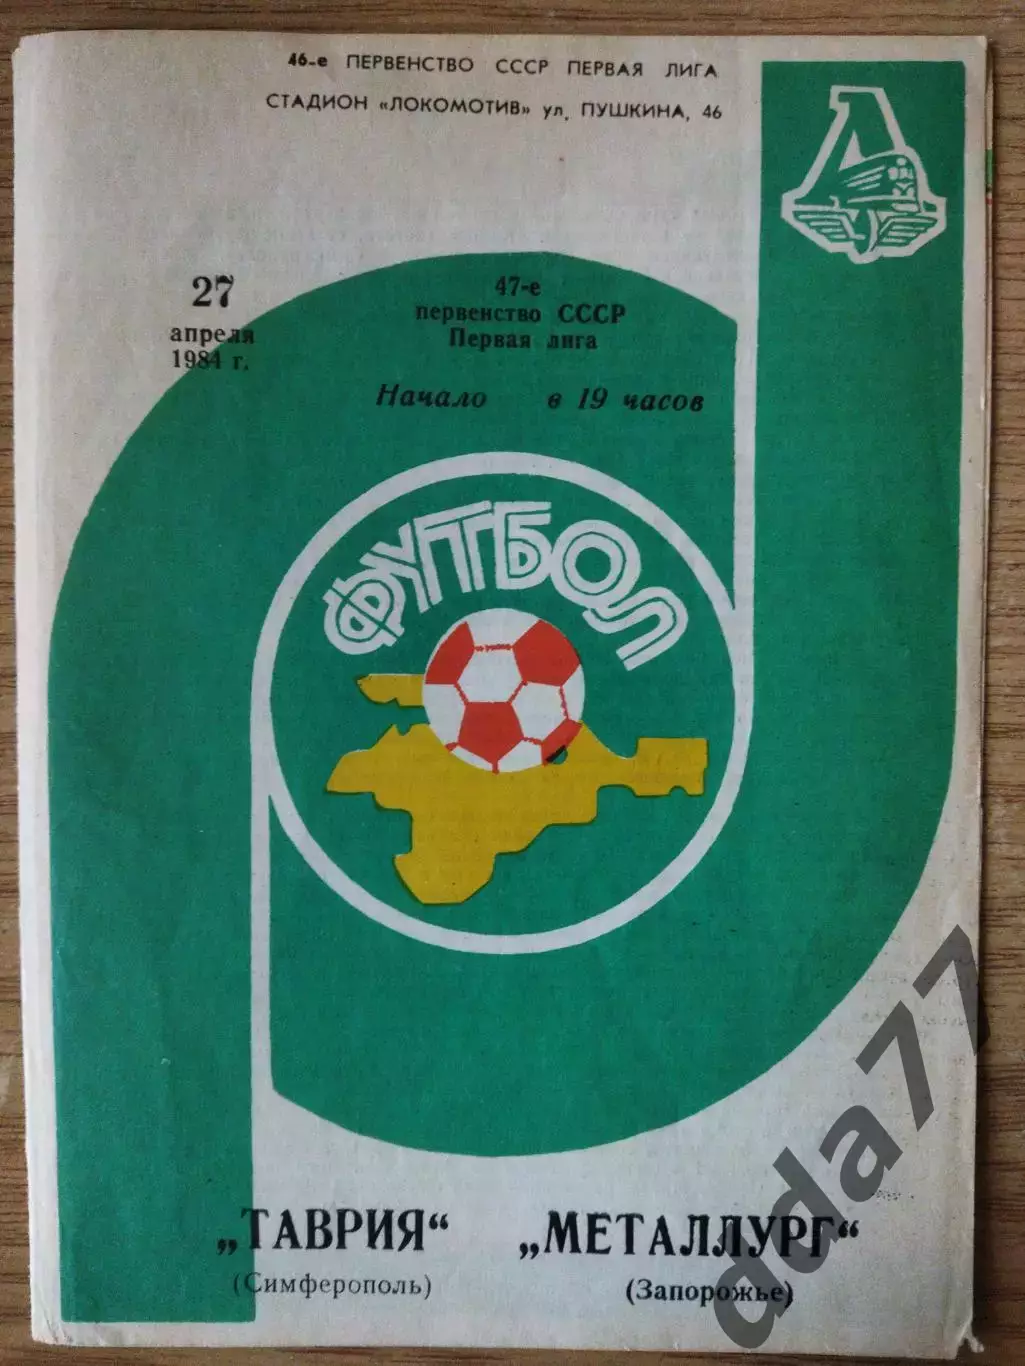 46-е ПЕРВЕНСТВО СССР ПЕРВАЯ ЛИГА
СТАДИОН «ЛОКОМОТИВ» ул, ПУШКИНА, 46
27
апреля
1984 г.
47-е
первенство СССР
Первая лига
Начало в 19 часов
ФУТБОЛ
„ТАВРИЯ“
(Симферополь)
„МЕТАЛЛУРГ“
(Запорожье)
dda77